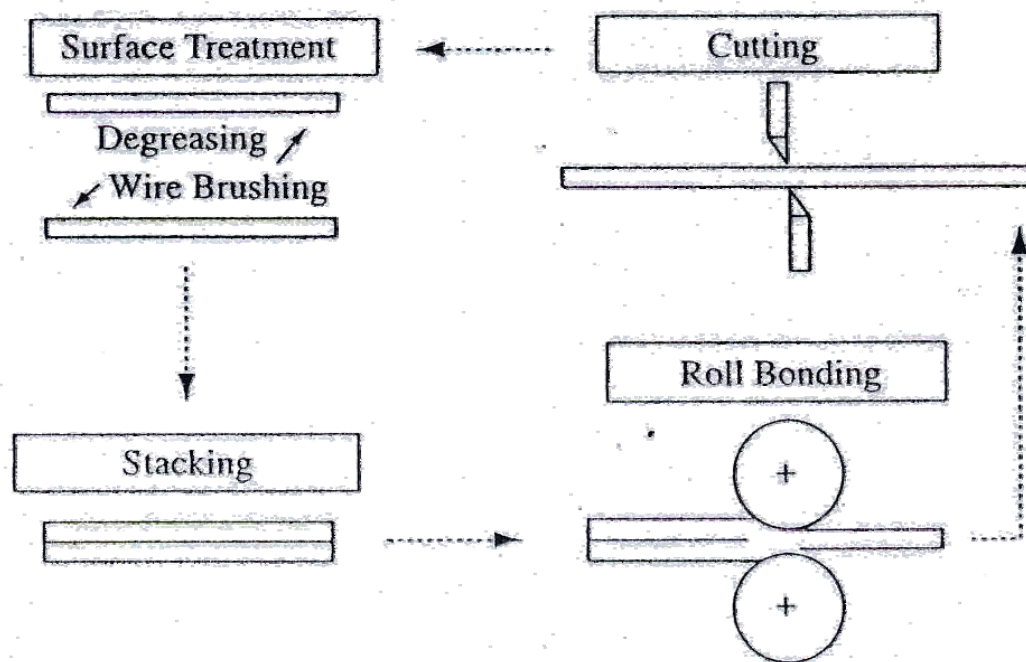 Surface Treatment
Cutting
Degreasing
Wire Brushing
Roll Bonding
Stacking